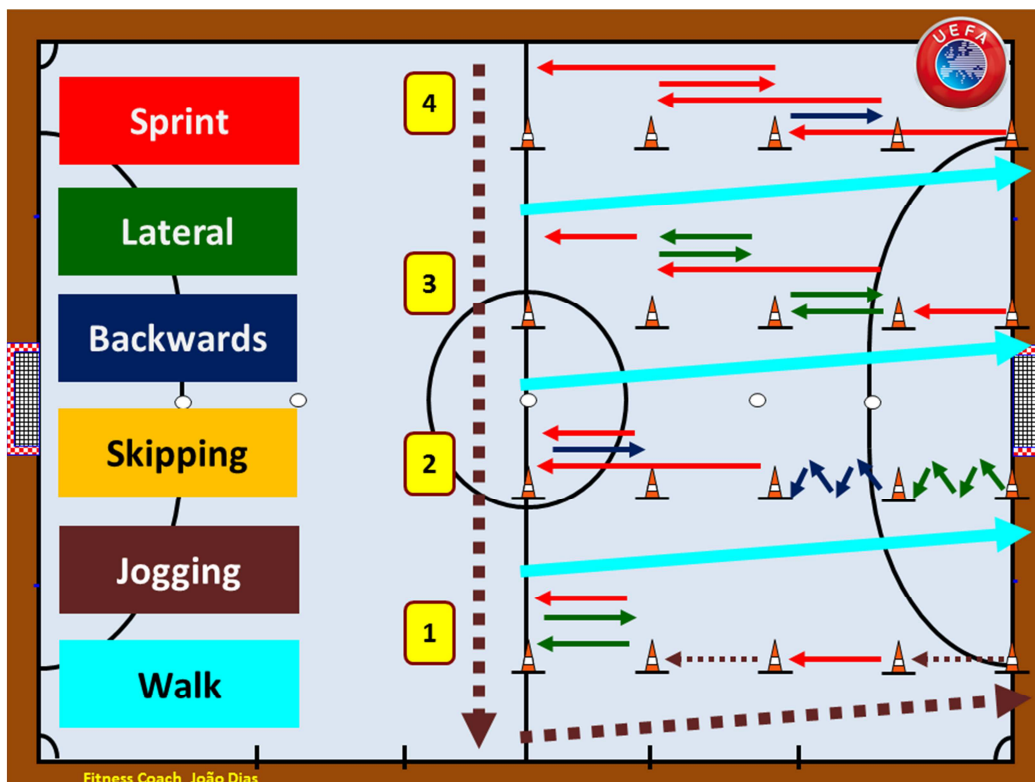 UEFA
Sprint
4
Lateral
3
Backwards
Skipping
2
Jogging
1
Walk
Fitness Coach João Dias